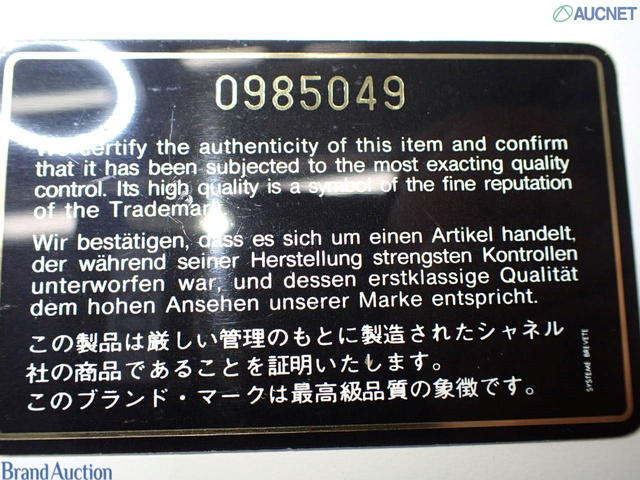 AUCNET
0985049
We certify the authenticity of this item and confirm
that it has been subjected to the most exacting quality
control. Its high quality is a symbol of the fine reputation
of the Trademark
Wir bestätigen, dass es sich um einen Artikel handelt,
der während seiner Herstellung strengsten Kontrollen
unterworfen war, und dessen erstklassige Qualität
dem hohen Ansehen unserer Marke entspricht.
この製品は厳しい管理のもとに製造されたシャネル
社の商品であることを証明いたします。
このブランド・マークは最高級品質の象徴です。
SYSTEME BREVETE
Brand Auction